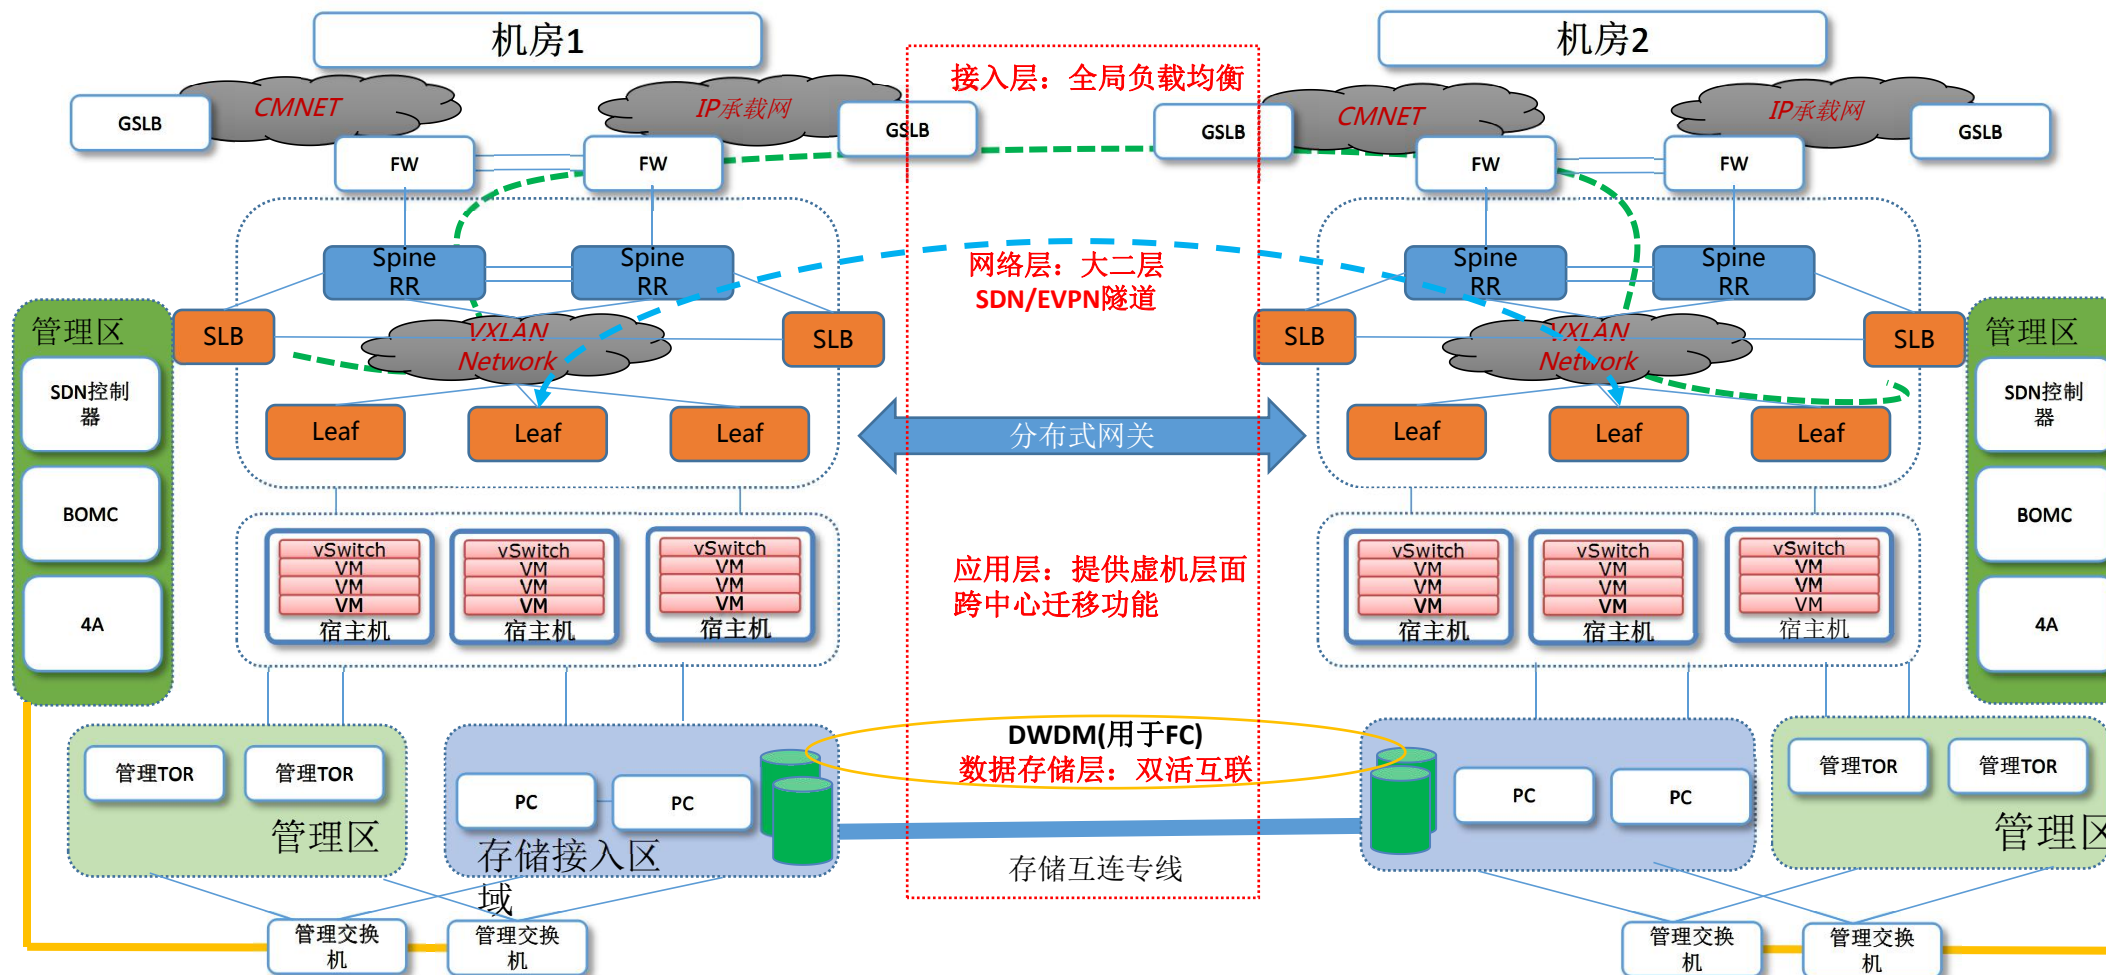 机房1
机房2
接入层：全局负载均衡
GSLB
CMNET
IP承载网
GSLB
GSLB
CMNET
IP承载网
GSLB
FW
FW
FW
FW
Spine
RR
Spine
RR
网络层：大二层
SDN/EVPN隧道
Spine
RR
Spine
RR
管理区
SLB
VXLAN
Network
SLB
SLB
VXLAN
Network
SLB
管理区
SDN控制
器
BOMC
4A
Leaf
Leaf
Leaf
分布式网关
Leaf
Leaf
Leaf
SDN控制
器
BOMC
4A
vSwitch
VM
VM
VM
宿主机
vSwitch
VM
VM
VM
宿主机
vSwitch
VM
VM
VM
宿主机
应用层：提供虚机层面
跨中心迁移功能
vSwitch
VM
VM
VM
宿主机
vSwitch
VM
VM
VM
宿主机
vSwitch
VM
VM
VM
宿主机
管理TOR
管理TOR
管理区
PC
PC
存储接入区
域
DWDM(用于FC)
数据存储层：双活互联
存储互连专线
PC
PC
管理TOR
管理TOR
管理区
管理交换
机
管理交换
机
管理交换
机
管理交换
机